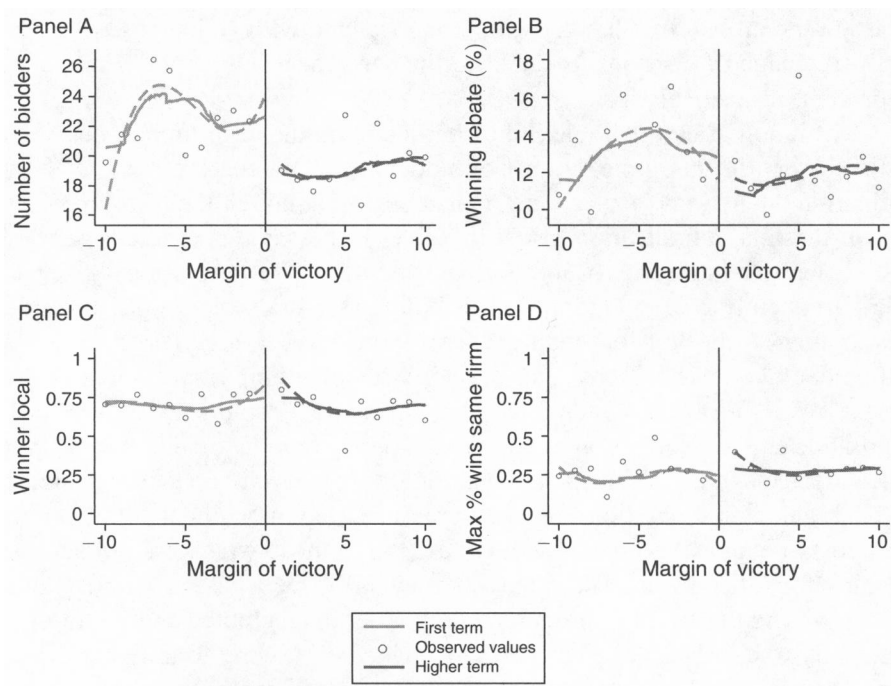 Panel A
Number of bidders
26
24
22
20
18
16
−10
−5
0
5
10
Margin of victory
Panel B
Winning rebate (%)
18
16
14
12
10
−10
−5
0
5
10
Margin of victory
Panel C
Winner local
1
0.75
0.5
0.25
0
−10
−5
0
5
10
Margin of victory
Panel D
Max % wins same firm
1
0.75
0.5
0.25
0
−10
−5
0
5
10
Margin of victory
First term
Observed values
Higher term